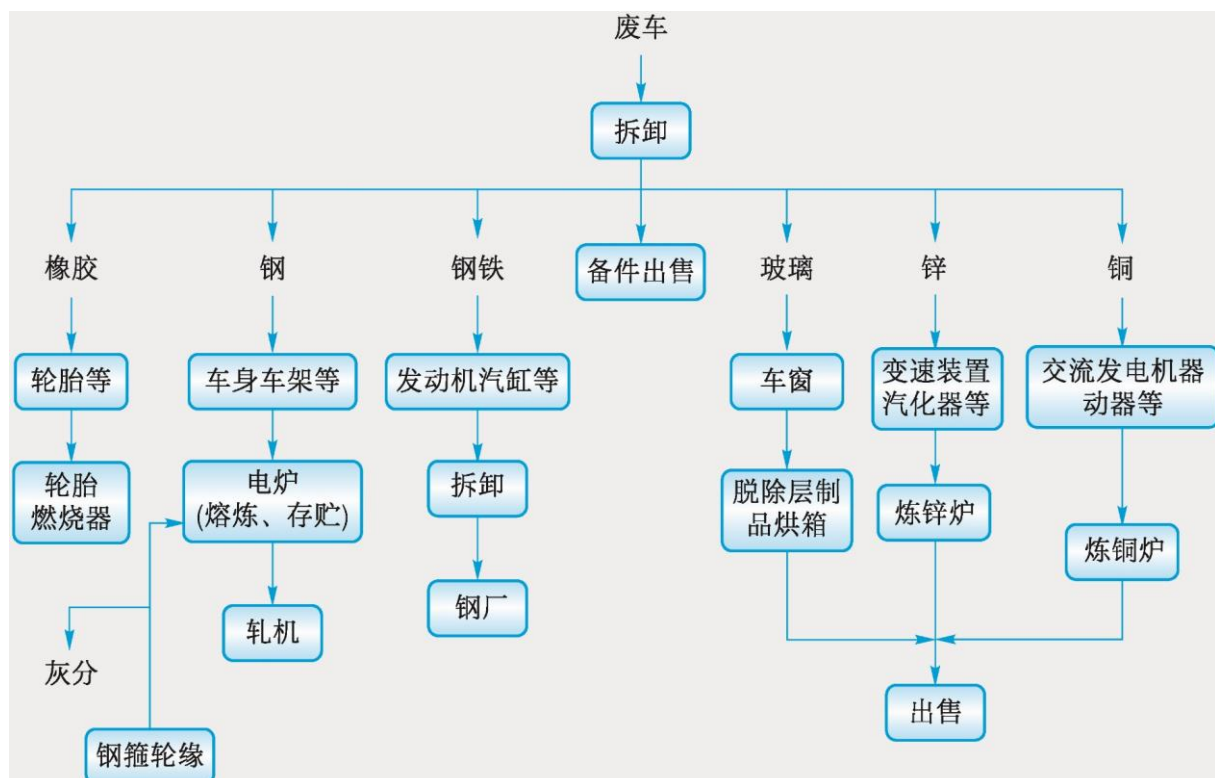 废车
拆卸
橡胶
钢
钢铁
备件出售
玻璃
锌
铜
轮胎等
车身车架等
发动机汽缸等
车窗
变速装置
汽化器等
交流发电机器
动器等
轮胎
燃烧器
电炉
(熔炼、存贮)
拆卸
脱除层制
品烘箱
炼锌炉
炼铜炉
轧机
钢厂
灰分
出售
钢箍轮缘